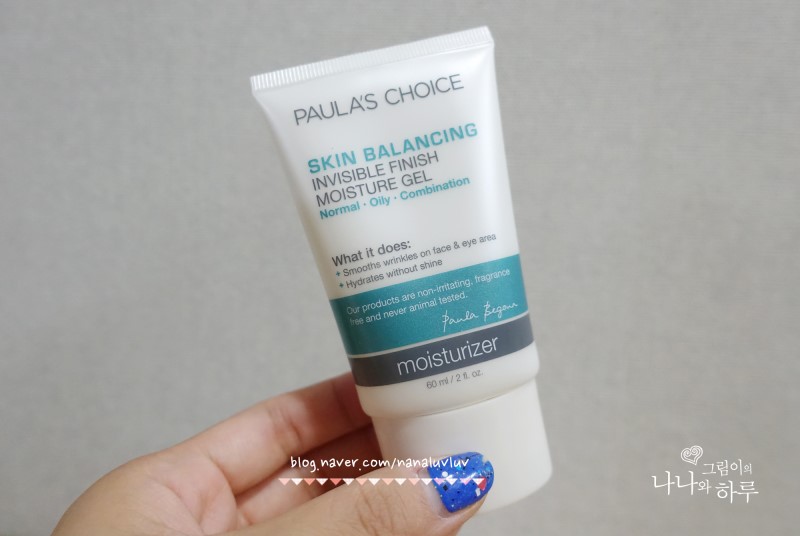 PAULA'S CHOICE
SKIN BALANCING
INVISIBLE FINISH
MOISTURE GEL
Normal · Oily · Combination
What it does:
Smooths wrinkles on face & eye area
Hydrates without shine
Our products are non-irritating, fragrance
free and never animal tested.
Paula Begoun
moisturizer
60 ml / 2 fl. oz.
blog.naver.com/nanaluvluv
그림이의
나나와 하루